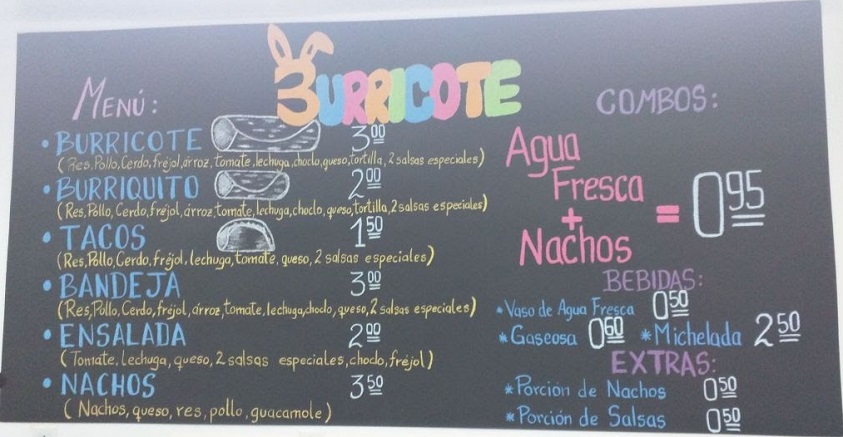 BURRICOTE
MENÚ:
• BURRICOTE 3.00
(Res,Pollo,Cerdo,fréjol,arroz,tomate,lechuga,choclo,queso,tortilla,2 salsas especiales)
• BURRIQUITO 2.00
(Res,Pollo,Cerdo,fréjol,arroz,tomate,lechuga,choclo,queso,tortilla,2 salsas especiales)
• TACOS 1.50
(Res,Pollo,Cerdo,fréjol,lechuga,tomate,queso,2 salsas especiales)
• BANDEJA 3.00
(Res,Pollo,Cerdo,fréjol,arroz,tomate,lechuga,choclo,queso,2 salsas especiales)
• ENSALADA 2.00
(Tomate,Lechuga,queso,2 salsas especiales,choclo,frejol)
• NACHOS 3.50
(Nachos,queso,res,pollo,guacamole)
COMBOS:
Agua
Fresca
+
Nachos
= 0.95
BEBIDAS:
*Vaso de Agua Fresca 0.50
*Gaseosa 0.60 *Michelada 2.50
EXTRAS:
*Porción de Nachos 0.50
*Porción de Salsas 0.50